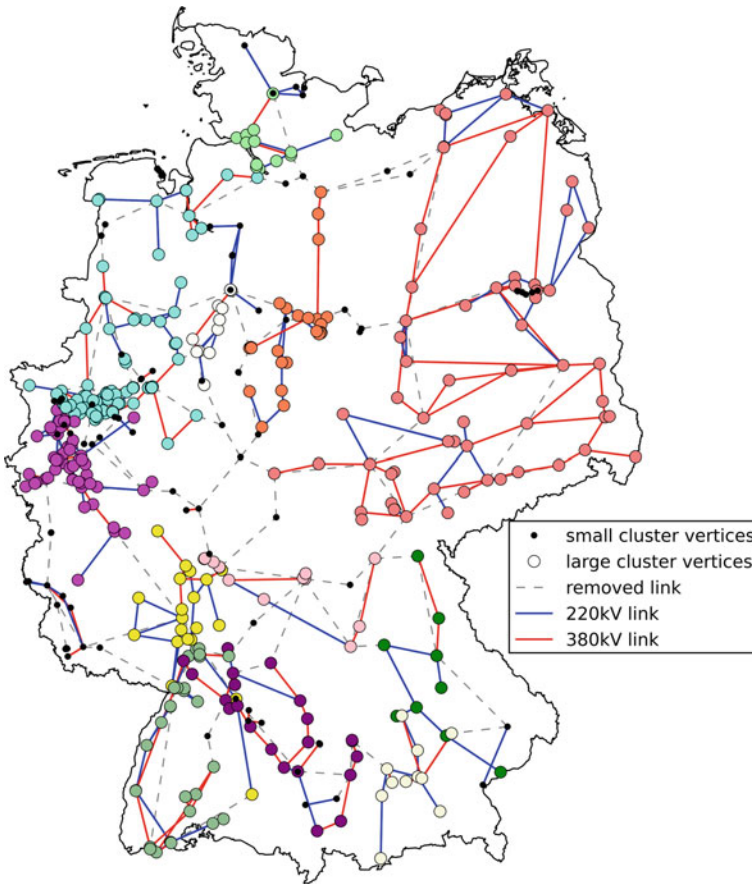 small cluster vertices
large cluster vertices
removed link
220kV link
380kV link